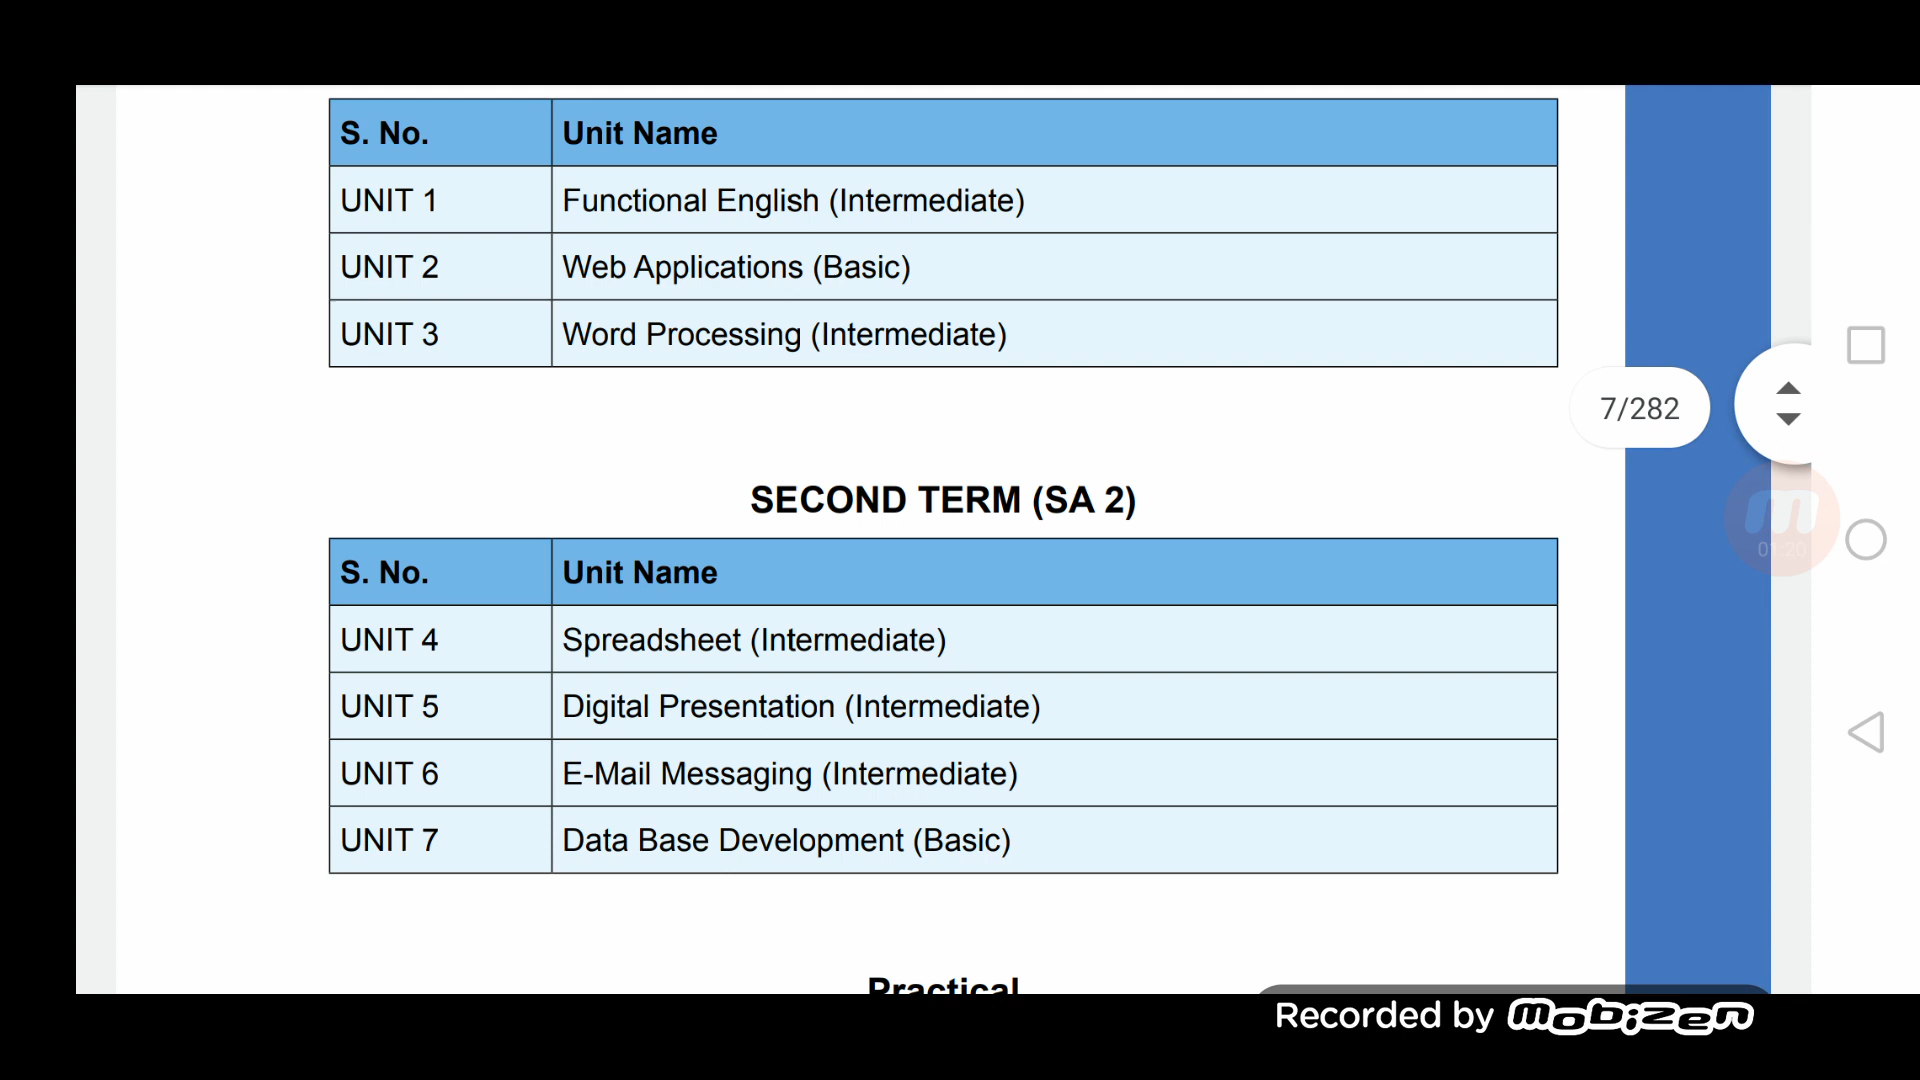 S. No. Unit Name
UNIT 1 Functional English (Intermediate)
UNIT 2 Web Applications (Basic)
UNIT 3 Word Processing (Intermediate)
7/282
SECOND TERM (SA 2)
S. No. Unit Name
UNIT 4 Spreadsheet (Intermediate)
UNIT 5 Digital Presentation (Intermediate)
UNIT 6 E-Mail Messaging (Intermediate)
UNIT 7 Data Base Development (Basic)
01:20
Practical
Recorded by mobizen